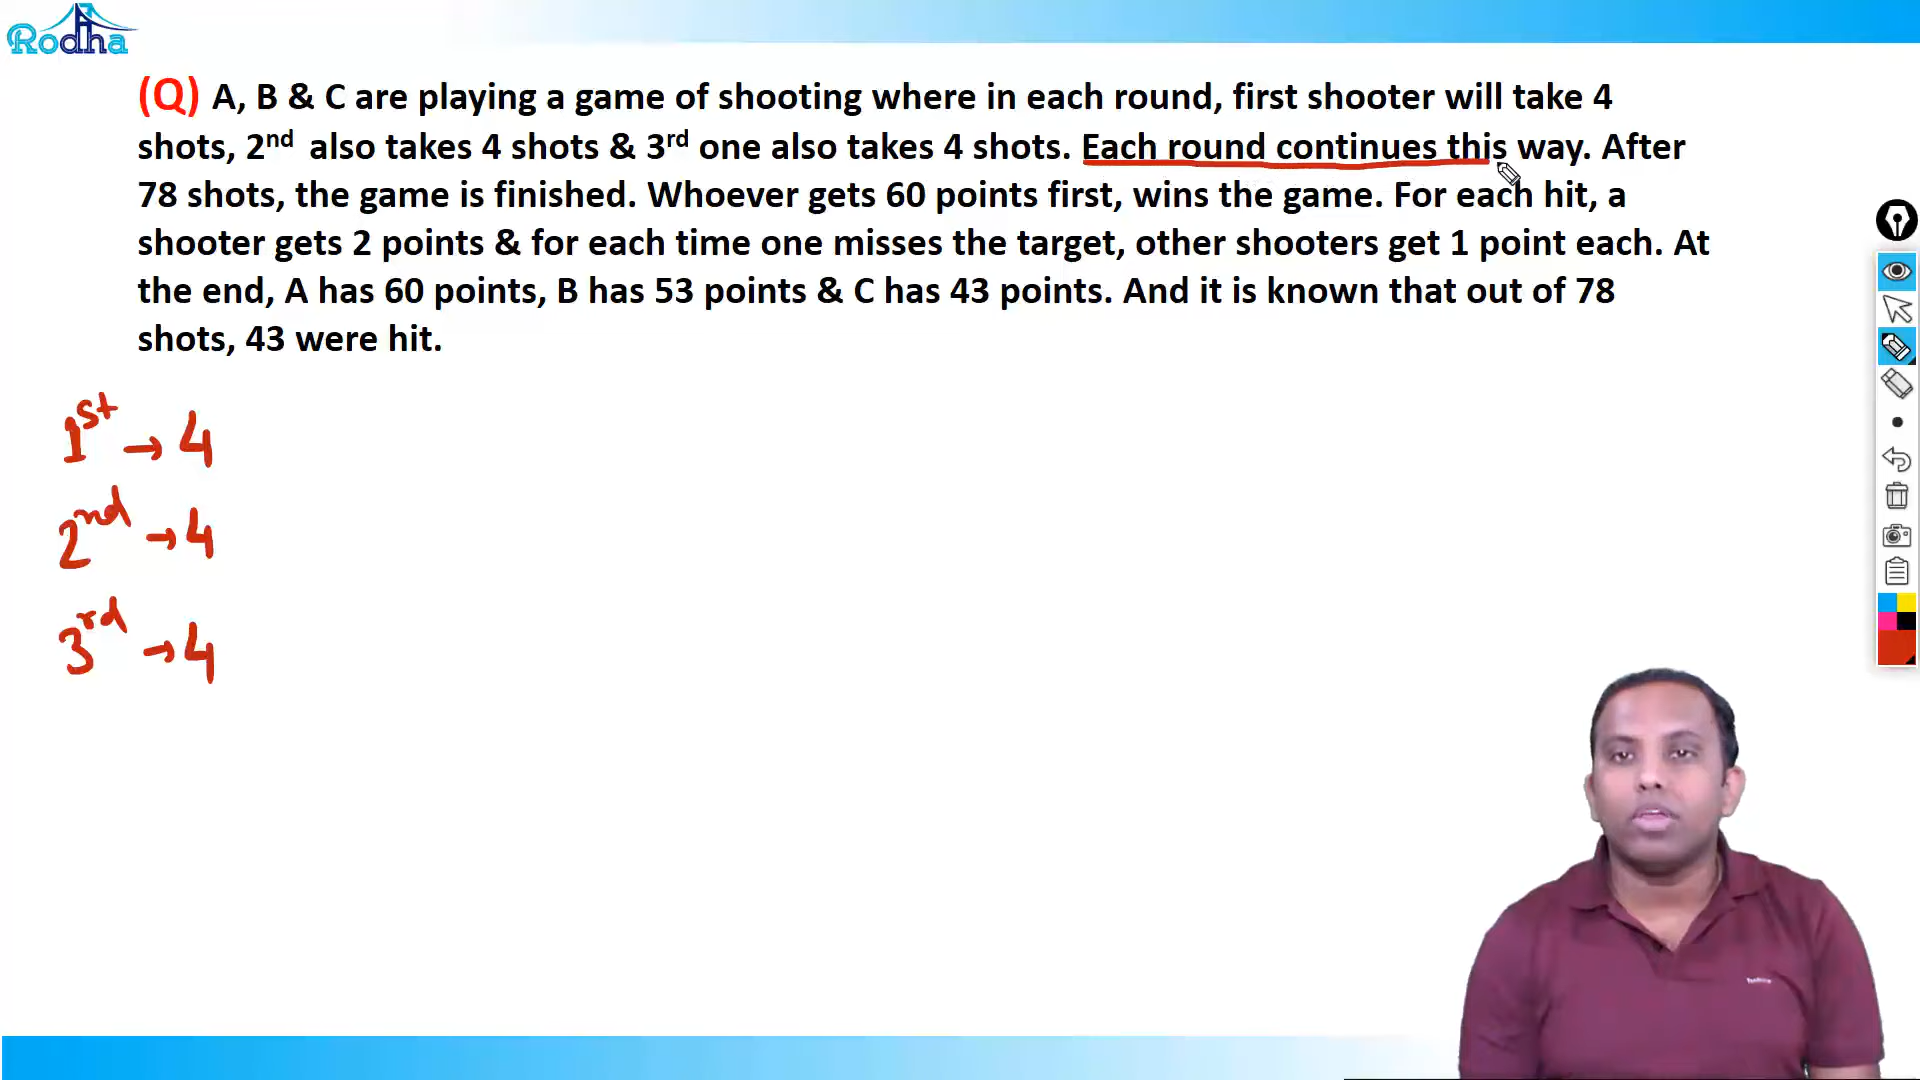 Rodha
(Q) A, B & C are playing a game of shooting where in each round, first shooter will take 4
shots, 2nd also takes 4 shots & 3rd one also takes 4 shots. Each round continues this way. After
78 shots, the game is finished. Whoever gets 60 points first, wins the game. For each hit, a
shooter gets 2 points & for each time one misses the target, other shooters get 1 point each. At
the end, A has 60 points, B has 53 points & C has 43 points. And it is known that out of 78
shots, 43 were hit.
1st → 4
2nd → 4
3rd → 4